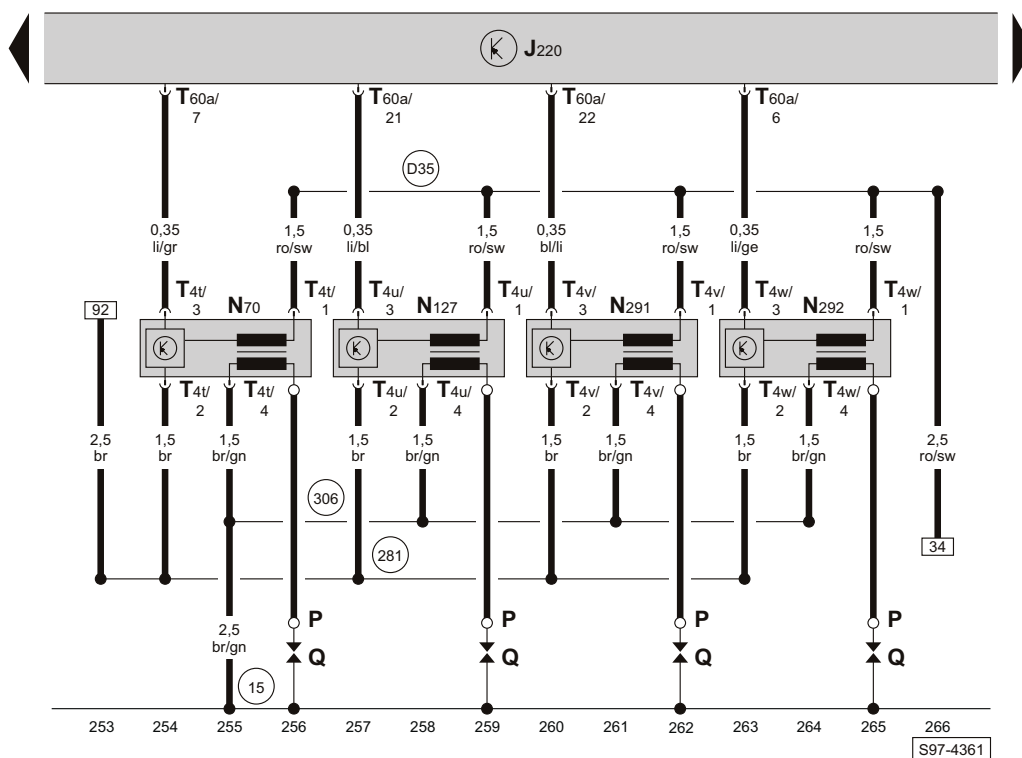 J220
T60a/ T60a/ T60a/ T60a/
7 21 22 6
D35
0,35 1,5 0,35 1,5 0,35 1,5 0,35 1,5
li/gr ro/sw li/bl ro/sw bl/li ro/sw li/ge ro/sw
T4t/ N70 T4t/ T4u/ N127 T4u/ T4v/ N291 T4v/ T4w/ N292 T4w/
92 3 1 3 1 3 1 3 1
T4t/ T4t/ T4u/ T4u/ T4v/ T4v/ T4w/ T4w/
2 4 2 4 2 4 2 4
2,5 1,5 1,5 1,5 1,5 1,5 1,5 1,5 1,5 2,5
br br br/gn br br/gn br br/gn br br/gn ro/sw
306
281 34
P P P P
2,5
br/gn
Q Q Q Q
15
253 254 255 256 257 258 259 260 261 262 263 264 265 266
S97-4361